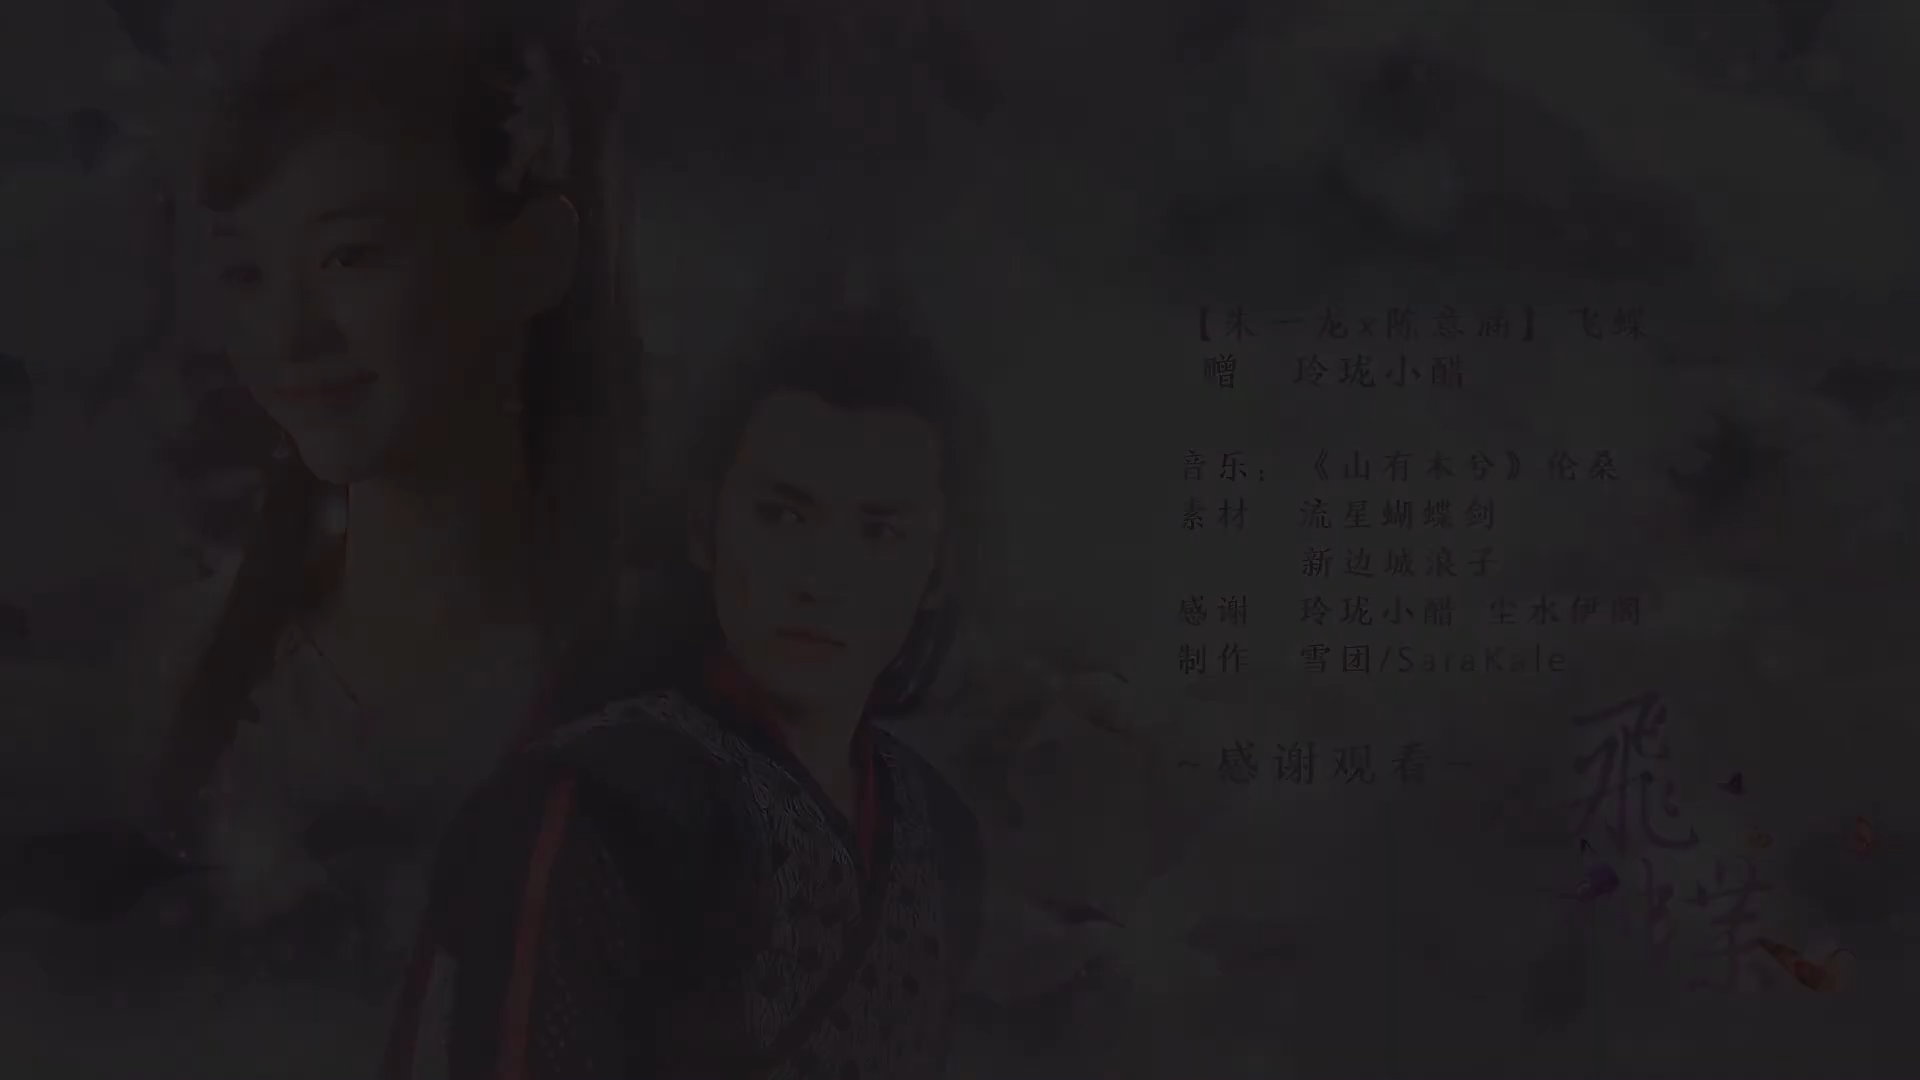 【朱一龙x陈意涵】 飞蝶
赠 玲珑小醋
音乐：《山有木兮》伦桑
素材 流星蝴蝶剑
新边城浪子
感谢 玲珑小醋 尘水伊阁
制作 雪团/SaraKale
~感谢观看~
飛
蝶